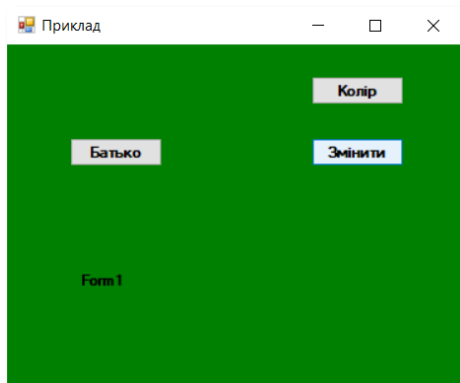 Приклад
Колір
Батько
Змінити
Form1